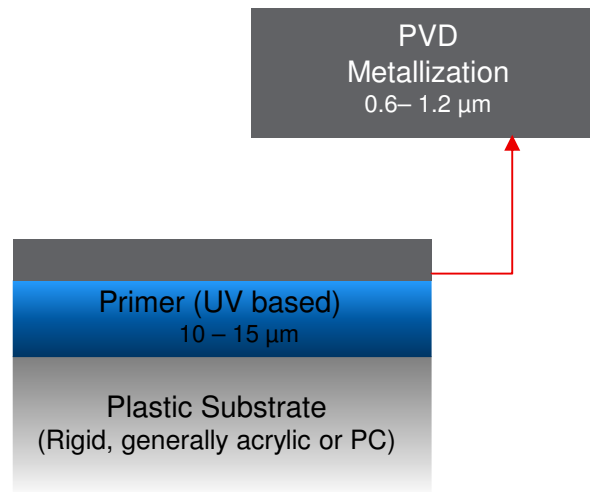 PVD
Metallization
0.6– 1.2 µm
Primer (UV based)
10 – 15 µm
Plastic Substrate
(Rigid, generally acrylic or PC)